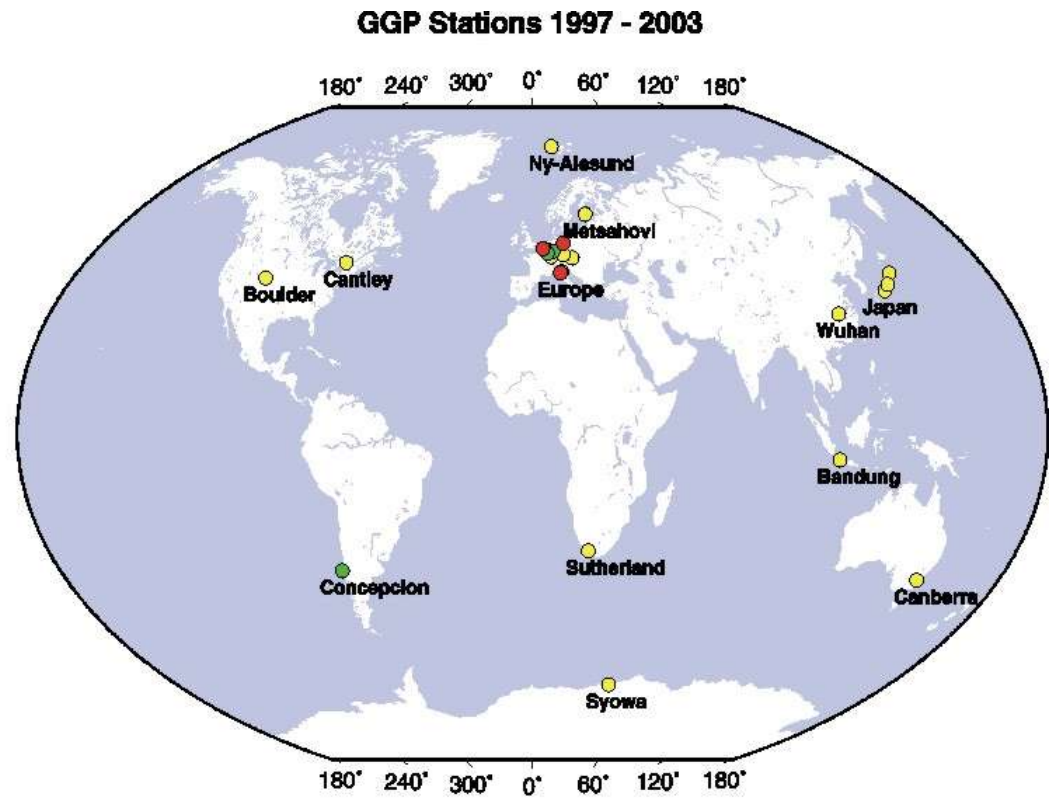 GGP Stations 1997 - 2003
180° 240° 300° 0° 60° 120° 180°
Ny-Alesund
Metsahovi
Cantley
Boulder
Europe
Japan
Wuhan
Bandung
Sutherland
Concepcion
Canberra
Syowa
180° 240° 300° 0° 60° 120° 180°